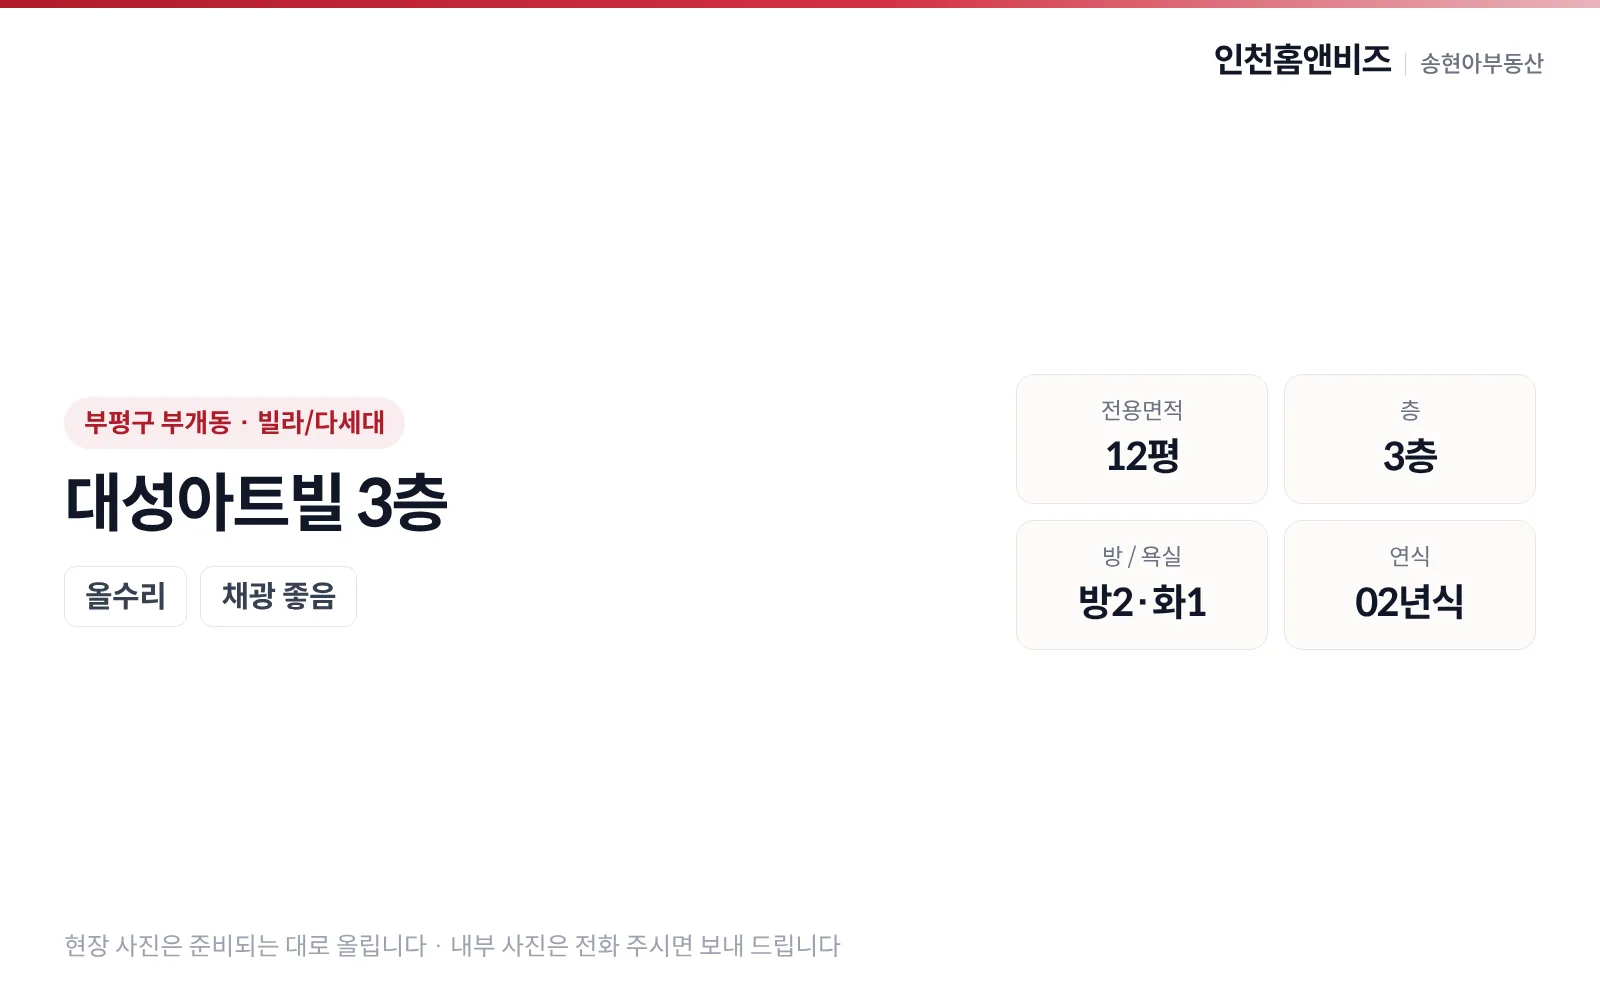 인천홈앤비즈 송현아부동산
부평구 부개동 · 빌라/다세대
대성아트빌 3층
올수리 채광 좋음
전용면적
12평
층
3층
방 / 욕실
방2·화1
연식
02년식
현장 사진은 준비되는 대로 올립니다 · 내부 사진은 전화 주시면 보내 드립니다